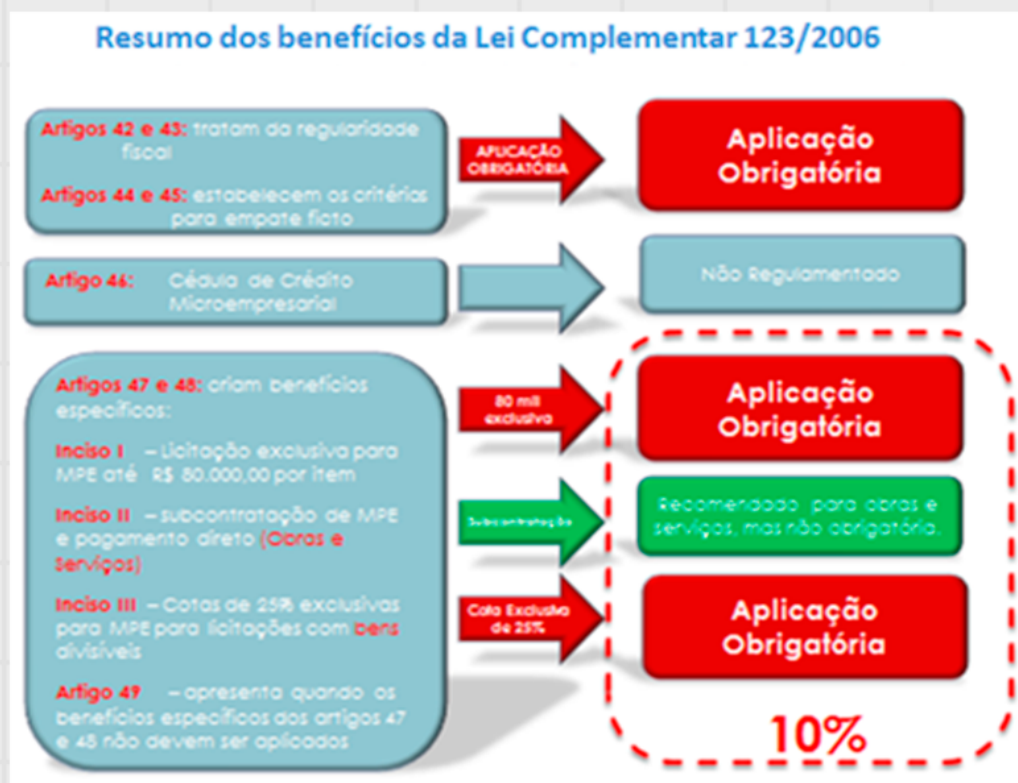 Resumo dos benefícios da Lei Complementar 123/2006
Artigos 42 e 43: tratam da regularidade
fiscal
Artigos 44 e 45: estabelecem os critérios
para empate ficto
APLICAÇÃO
OBRIGATÓRIA
Aplicação
Obrigatória
Artigo 46: Cédula de Crédito
Microempresarial
Não Regulamentado
Artigos 47 e 48: criam benefícios
específicos:
Inciso I – Licitação exclusiva para
MPE até R$ 80.000,00 por item
Inciso II – subcontratação de MPE
e pagamento direto (Obras e
Serviços)
Inciso III – Cotas de 25% exclusivas
para MPE para licitações com bens
divisíveis
Artigo 49 – apresenta quando os
benefícios específicos dos artigos 47
e 48 não devem ser aplicados
80 mil
exclusiva
Aplicação
Obrigatória
Subcontratação
Recomendado para obras e
serviços, mas não obrigatória.
Cota Exclusiva
de 25%
Aplicação
Obrigatória
10%